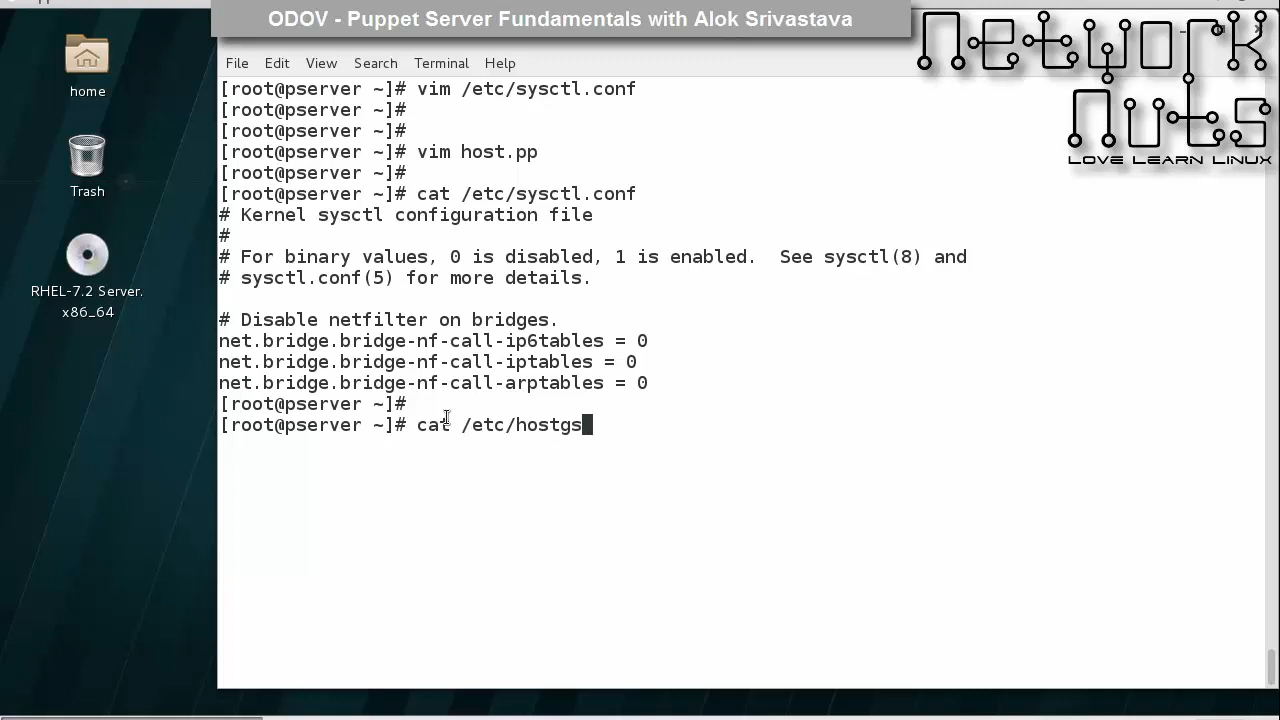 ODOV - Puppet Server Fundamentals with Alok Srivastava
Network
Nuts
LOVE LEARN LINUX
home
Trash
RHEL-7.2 Server.
x86_64
File Edit View Search Terminal Help
[root@pserver ~]# vim /etc/sysctl.conf
[root@pserver ~]#
[root@pserver ~]#
[root@pserver ~]# vim host.pp
[root@pserver ~]#
[root@pserver ~]# cat /etc/sysctl.conf
# Kernel sysctl configuration file
#
# For binary values, 0 is disabled, 1 is enabled.  See sysctl(8) and
# sysctl.conf(5) for more details.
# Disable netfilter on bridges.
net.bridge.bridge-nf-call-ip6tables = 0
net.bridge.bridge-nf-call-iptables = 0
net.bridge.bridge-nf-call-arptables = 0
[root@pserver ~]#
[root@pserver ~]# cat /etc/hostgs